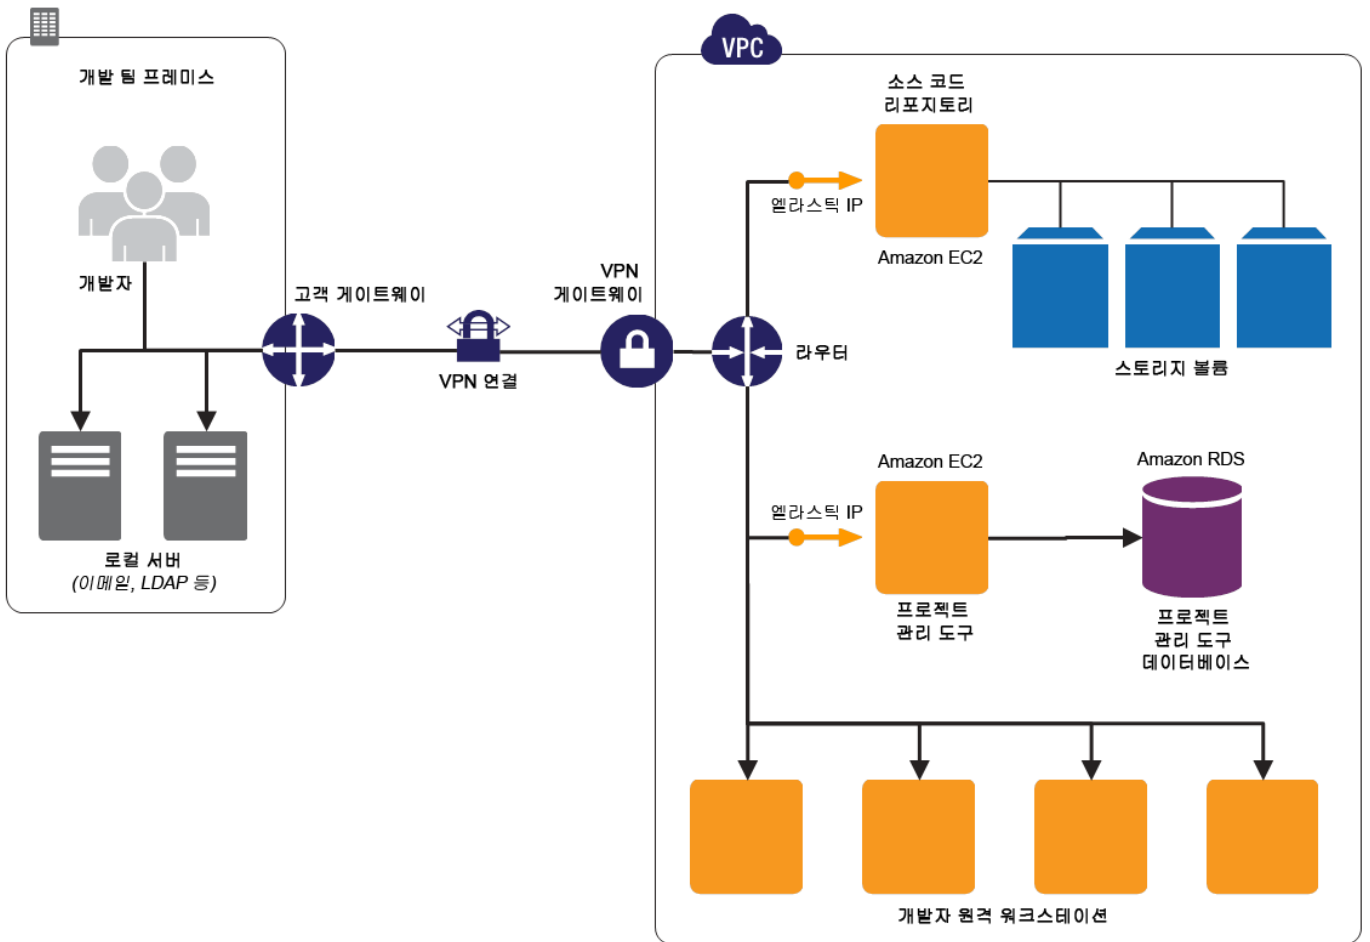 개발 팀 프레미스
개발자
로컬 서버
(이메일, LDAP 등)
고객 게이트웨이
VPN 연결
VPN
게이트웨이
VPC
라우터
소스 코드
리포지토리
엘라스틱 IP
Amazon EC2
스토리지 볼륨
Amazon EC2
엘라스틱 IP
프로젝트
관리 도구
Amazon RDS
프로젝트
관리 도구
데이터베이스
개발자 원격 워크스테이션